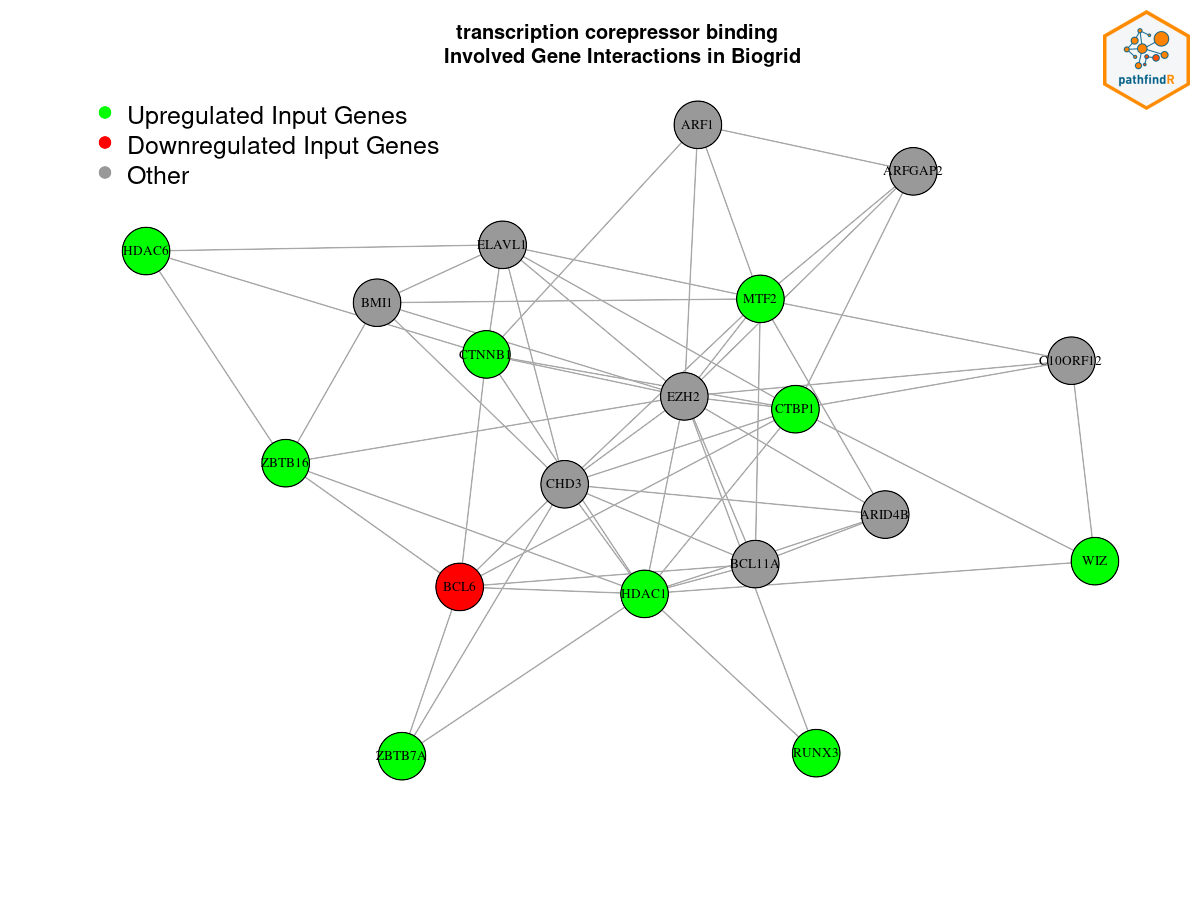 transcription corepressor binding
Involved Gene Interactions in Biogrid
pathfindR
Upregulated Input Genes
Downregulated Input Genes
Other
ARF1
ARFGAP2
ELAVL1
HDAC6
BMI1
MTF2
CTNNB1
C10ORF12
EZH2
CTBP1
ZBTB16
CHD3
ARID4B
BCL11A
WIZ
BCL6
HDAC1
ZBTB7A
RUNX3